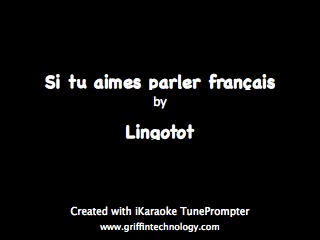 Si tu aimes parler français
by
Lingotot
Created with iKaraoke TunePrompter
www.griffintechnology.com